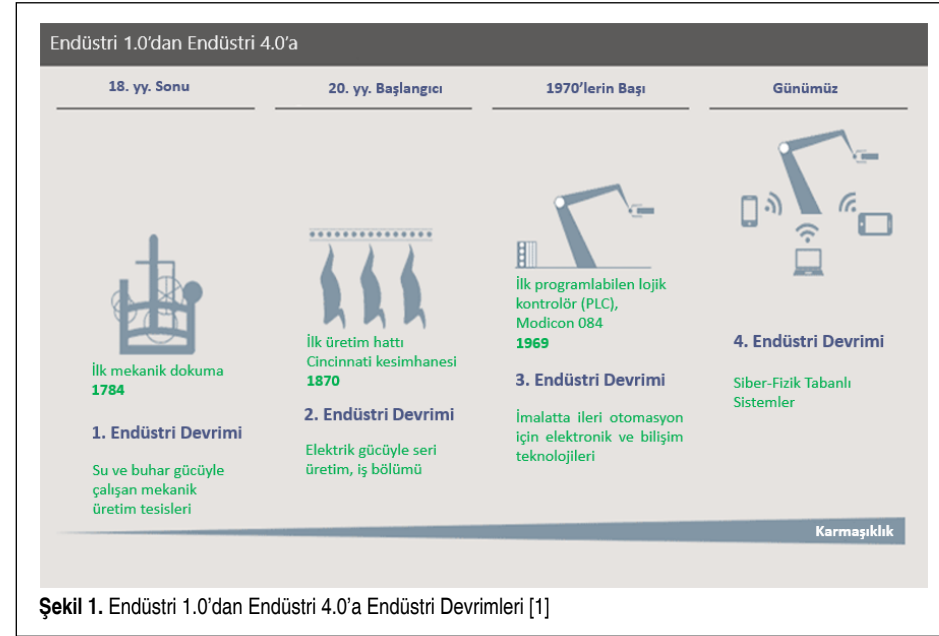 Endüstri 1.0'dan Endüstri 4.0'a
18. yy. Sonu
20. yy. Başlangıcı
1970'lerin Başı
Günümüz
İlk mekanik dokuma
1784
1. Endüstri Devrimi
Su ve buhar gücüyle
çalışan mekanik
üretim tesisleri
İlk üretim hattı
Cincinnati kesimhanesi
1870
2. Endüstri Devrimi
Elektrik gücüyle seri
üretim, iş bölümü
İlk programlabilen lojik
kontrolör (PLC),
Modicon 084
1969
3. Endüstri Devrimi
İmalatta ileri otomasyon
için elektronik ve bilişim
teknolojileri
4. Endüstri Devrimi
Siber-Fizik Tabanlı
Sistemler
Karmaşıklık
Şekil 1. Endüstri 1.0'dan Endüstri 4.0'a Endüstri Devrimleri [1]